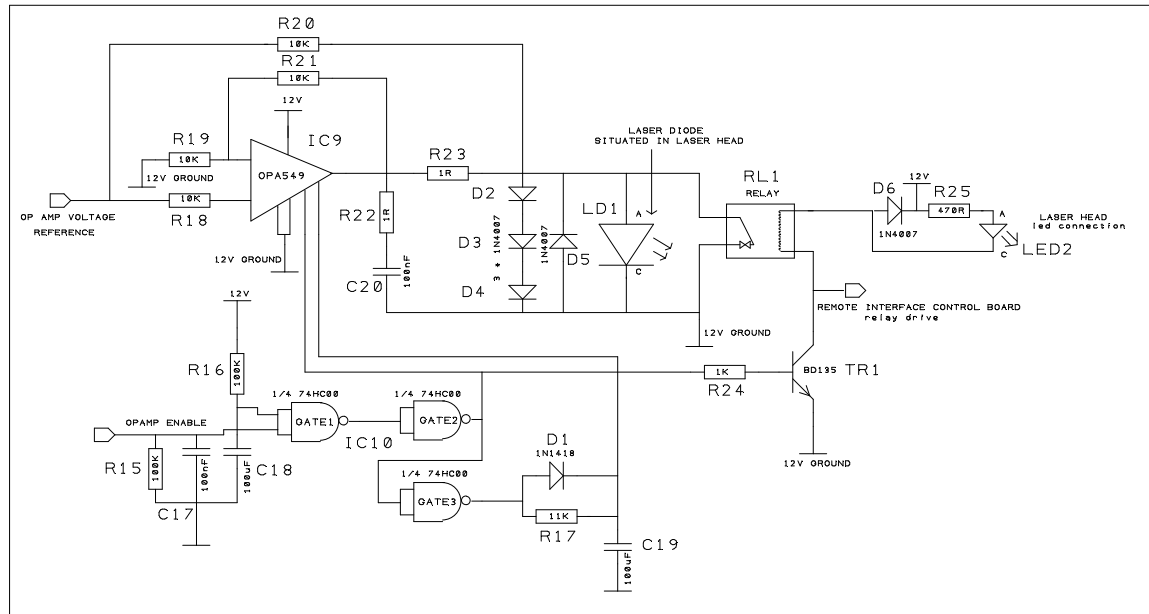 R20
10K
R21
10K
12V
IC9
R19
10K
12V GROUND
OPA549
10K
R18
OP AMP VOLTAGE
REFERENCE
12V GROUND
R23
1R
R22
1R
C20
100nF
D2
D3
D4
3 * 1N4007
1N4007
D5
LASER DIODE
SITUATED IN LASER HEAD
LD1
A
C
RL1
RELAY
12V GROUND
D6
1N4007
12V
R25
470R
A
C
LED2
LASER HEAD
led connection
REMOTE INTERFACE CONTROL BOARD
relay drive
12V
R16
100K
1/4 74HC00
GATE1
1/4 74HC00
GATE2
IC10
OPAMP ENABLE
R15
100K
C17
100nF
C18
100uF
1/4 74HC00
GATE3
D1
1N1418
11K
R17
C19
100uF
1K
R24
BD135
TR1
12V GROUND